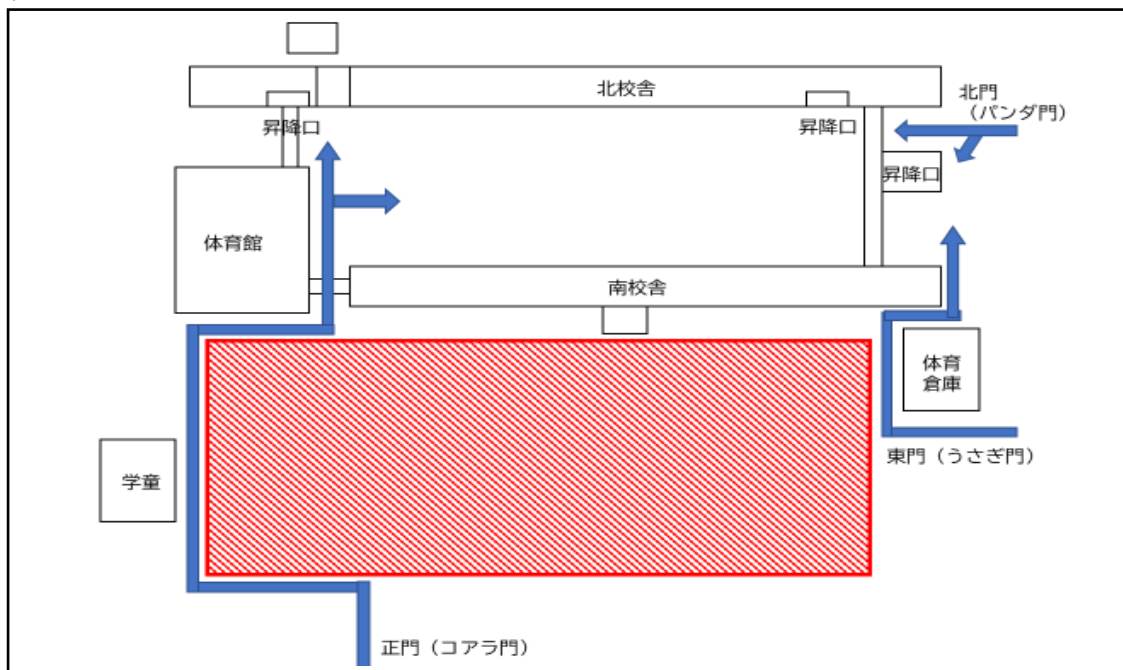 北校舎
北門
（パンダ門）
昇降口
昇降口
昇降口
体育館
南校舎
体育
倉庫
東門（うさぎ門）
学童
正門（コアラ門）